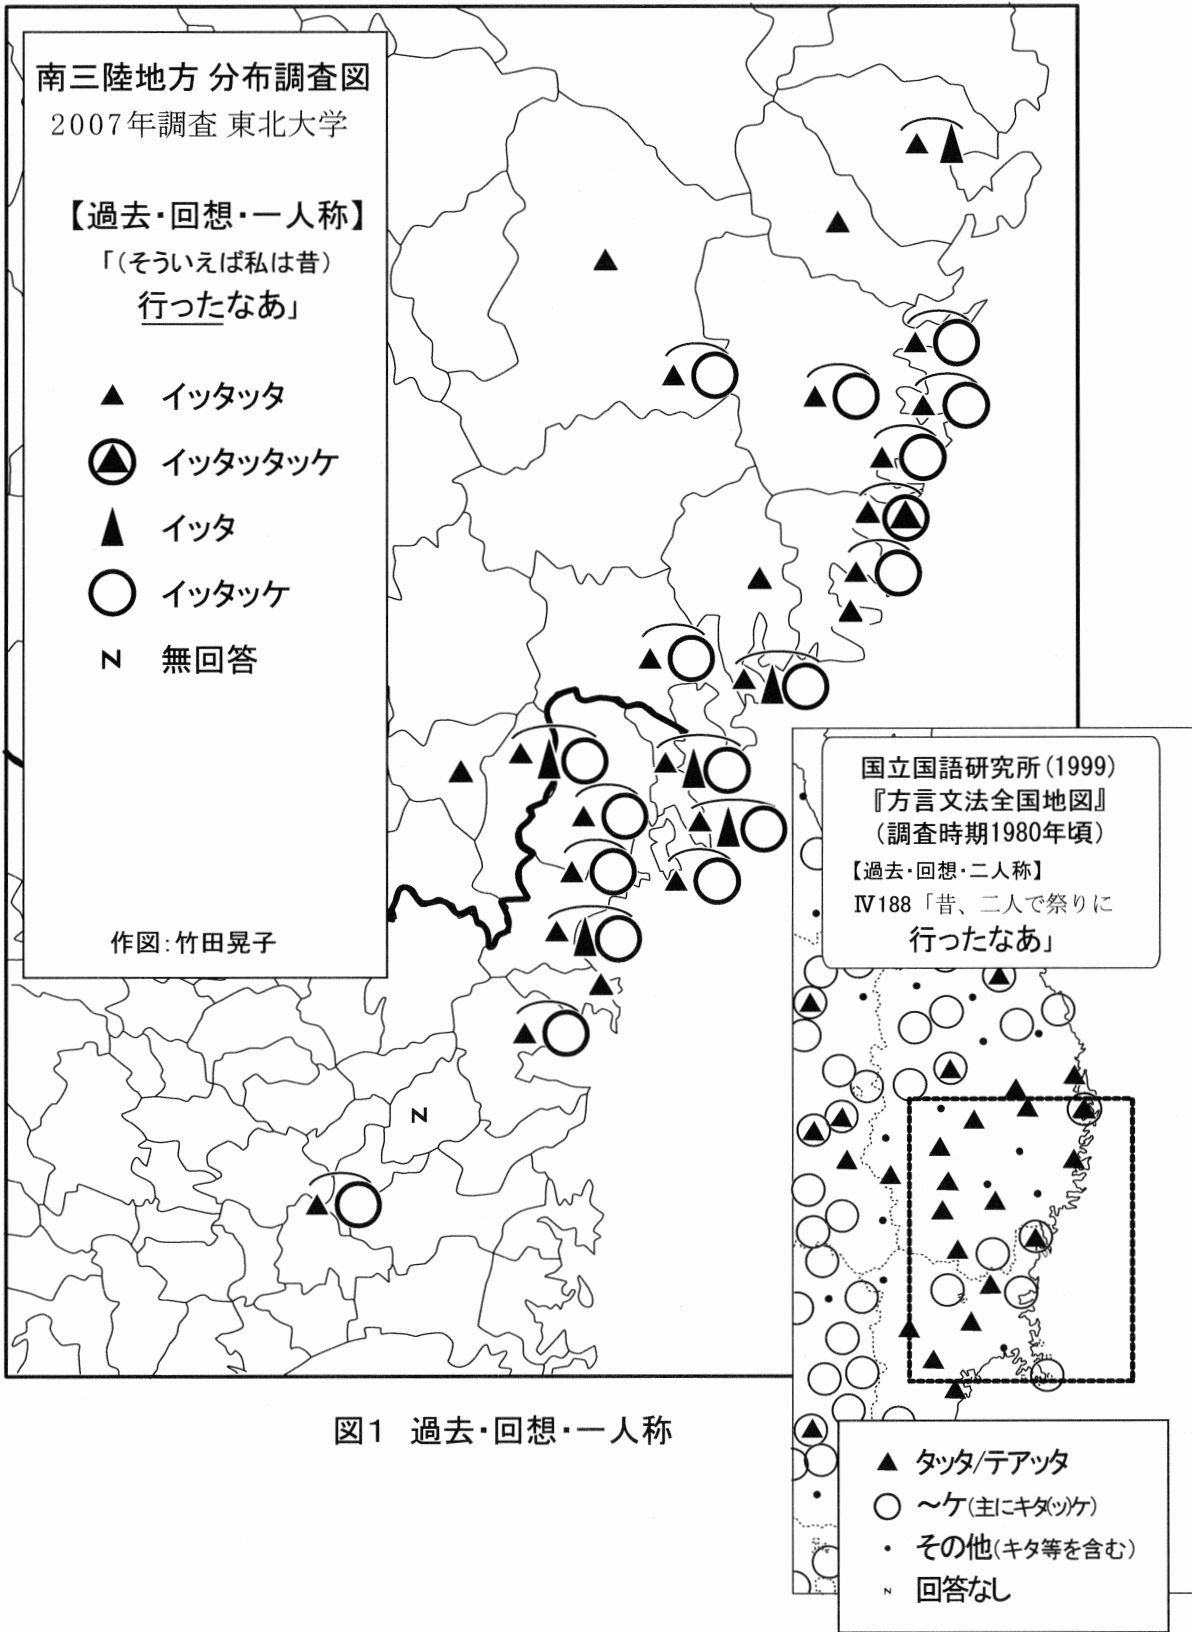 南三陸地方 分布調査図
2007年調査 東北大学
【過去・回想・一人称】
「(そういえば私は昔)
行ったなあ」
イッタッタ
イッタッタッケ
イッタ
イッタッケ
N 無回答
作図:竹田晃子
N
国立国語研究所(1999)
『方言文法全国地図』
(調査時期1980年頃)
【過去・回想・二人称】
Ⅳ188「昔、二人で祭りに
行ったなあ」
タッタ/テアッタ
~ケ(主にキタ(ッ)ケ)
その他(キタ等を含む)
N 回答なし
図1 過去・回想・一人称